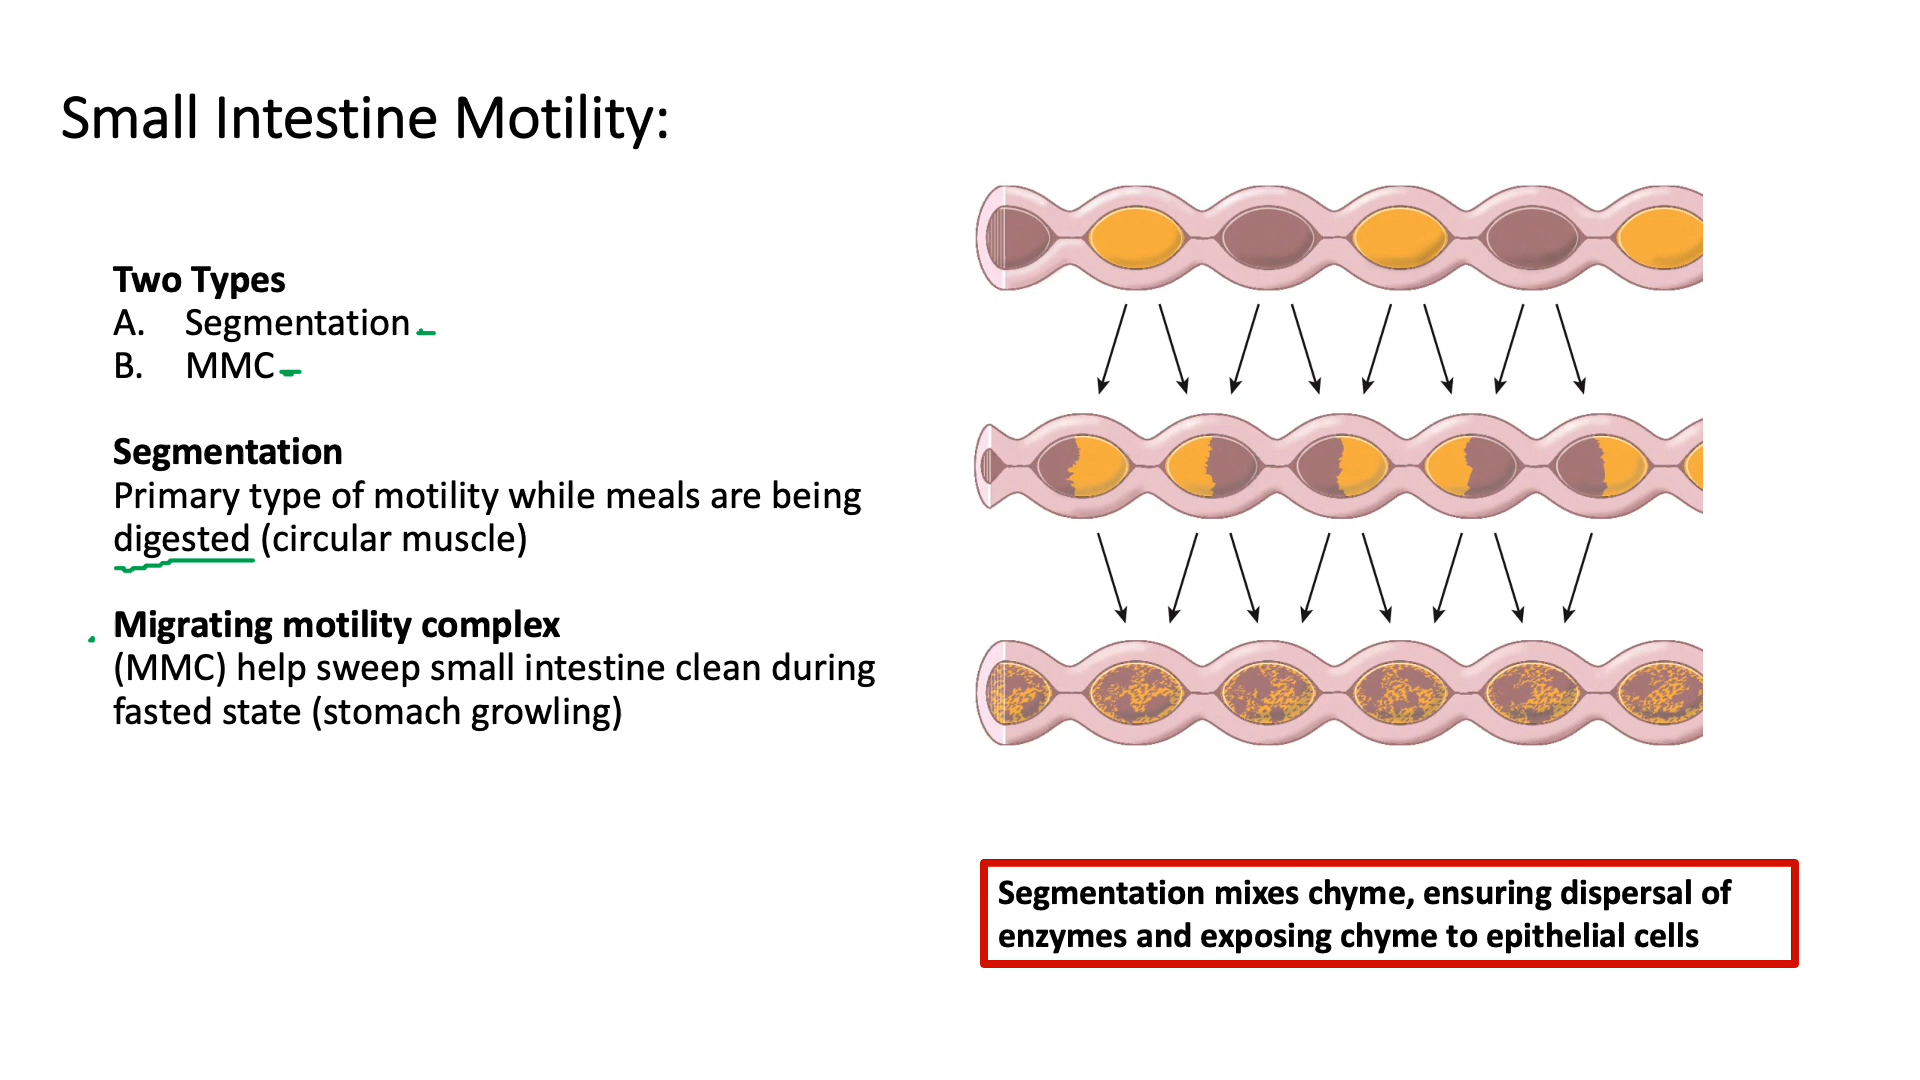 Small Intestine Motility:
Two Types
A. Segmentation
B. MMC
Segmentation
Primary type of motility while meals are being
digested (circular muscle)
Migrating motility complex
(MMC) help sweep small intestine clean during
fasted state (stomach growling)
Segmentation mixes chyme, ensuring dispersal of
enzymes and exposing chyme to epithelial cells